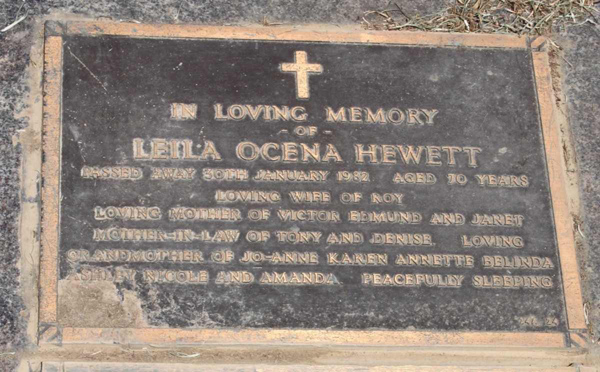 IN LOVING MEMORY
- OF -
LEILA OCENA HEWETT
PASSED AWAY 30TH JANUARY 1982 AGED 70 YEARS
LOVING WIFE OF ROY
LOVING MOTHER OF VICTOR EDMUND AND JANET
MOTHER-IN-LAW OF TONY AND DENISE LOVING
GRANDMOTHER OF JO-ANNE KAREN ANNETTE BELINDA
ASHLEY NICOLE AND AMANDA PEACEFULLY SLEEPING